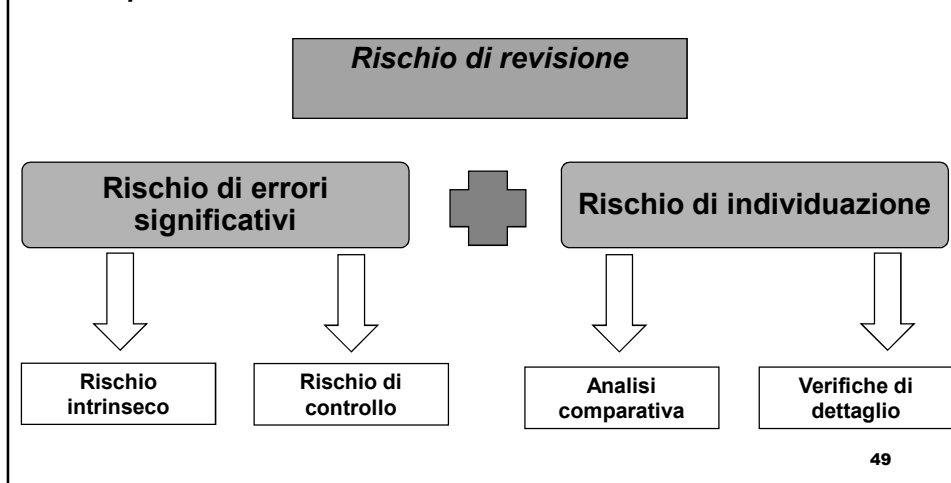 Rischio di revisione
Rischio di errori
significativi
Rischio di individuazione
Rischio
intrinseco
Rischio di
controllo
Analisi
comparativa
Verifiche di
dettaglio
49